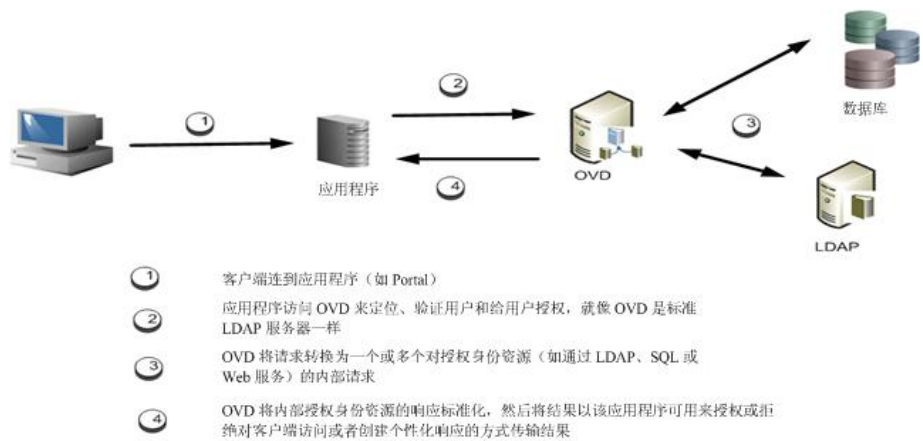 1
2
3
4
应用程序
OVD
数据库
LDAP
1 客户端连到应用程序（如 Portal）
2 应用程序访问 OVD 来定位、验证用户和给用户授权，就像 OVD 是标准
LDAP 服务器一样
3 OVD 将请求转换为一个或多个对授权身份资源（如通过 LDAP、SQL 或
Web 服务）的内部请求
4 OVD 将内部授权身份资源的响应标准化，然后将结果以该应用程序可用来授权或拒
绝对客户端访问或者创建个性化响应的方式传输结果